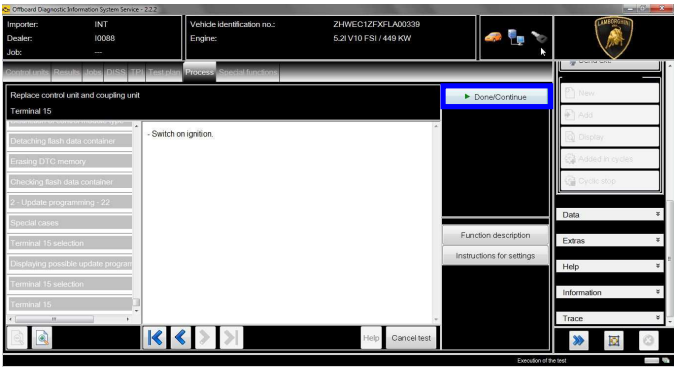 Offboard Diagnostic Information System Service - 2.2.2
Importer: INT
Dealer: I0088
Job: ---
Vehicle identification no.: ZHWEC1ZFXFLA00339
Engine: 5.2l V10 FSI / 449 KW
LAMBORGHINI
Control units Results Jobs DISS TPI Test plan Process Special functions
Replace control unit and coupling unit
Terminal 15
Detaching flash data container
Erasing DTC memory
Checking flash data container
2 - Update programming - 22
Special cases
Terminal 15 selection
Displaying possible update program
Terminal 15 selection
Terminal 15
- Switch on ignition.
Help
Cancel test
Done/Continue
Function description
Instructions for settings
New
Add
Display
Added in cycles
Cyclic stop
Data
Extras
Help
Information
Trace
Execution of the test